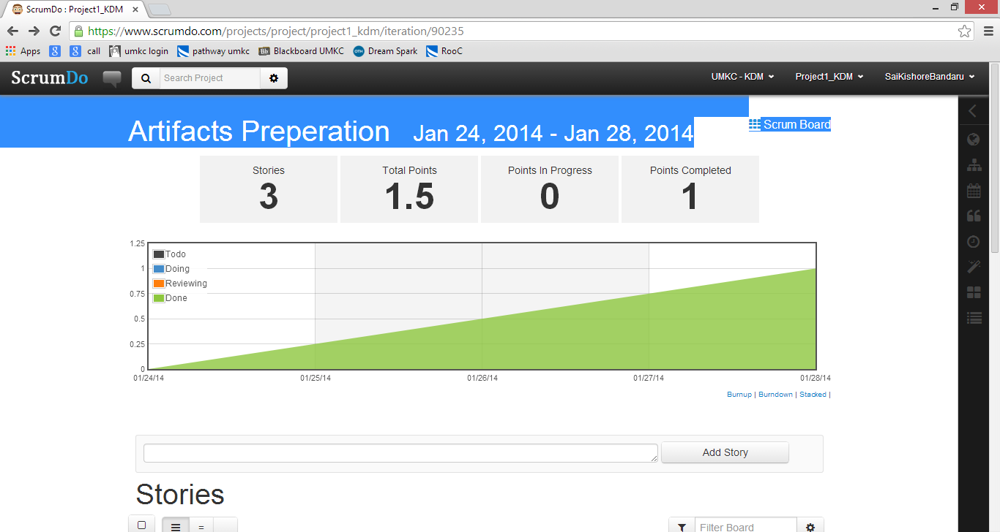 ScrumDo : Project1_KDM
https://www.scrumdo.com/projects/project/project1_kdm/iteration/90235
Apps call umkc login pathway umkc Bb Blackboard UMKC OTN Dream Spark RooC
ScrumDo Search Project UMKC - KDM Project1_KDM SaiKishoreBandaru
Artifacts Preperation Jan 24, 2014 - Jan 28, 2014 Scrum Board
Stories Total Points Points In Progress Points Completed
3 1.5 0 1
1.25
Todo
1
Doing
Reviewing
0.75
Done
0.5
0.25
0
01/24/14 01/25/14 01/26/14 01/27/14 01/28/14
Burnup | Burndown | Stacked |
Add Story
Stories
Filter Board